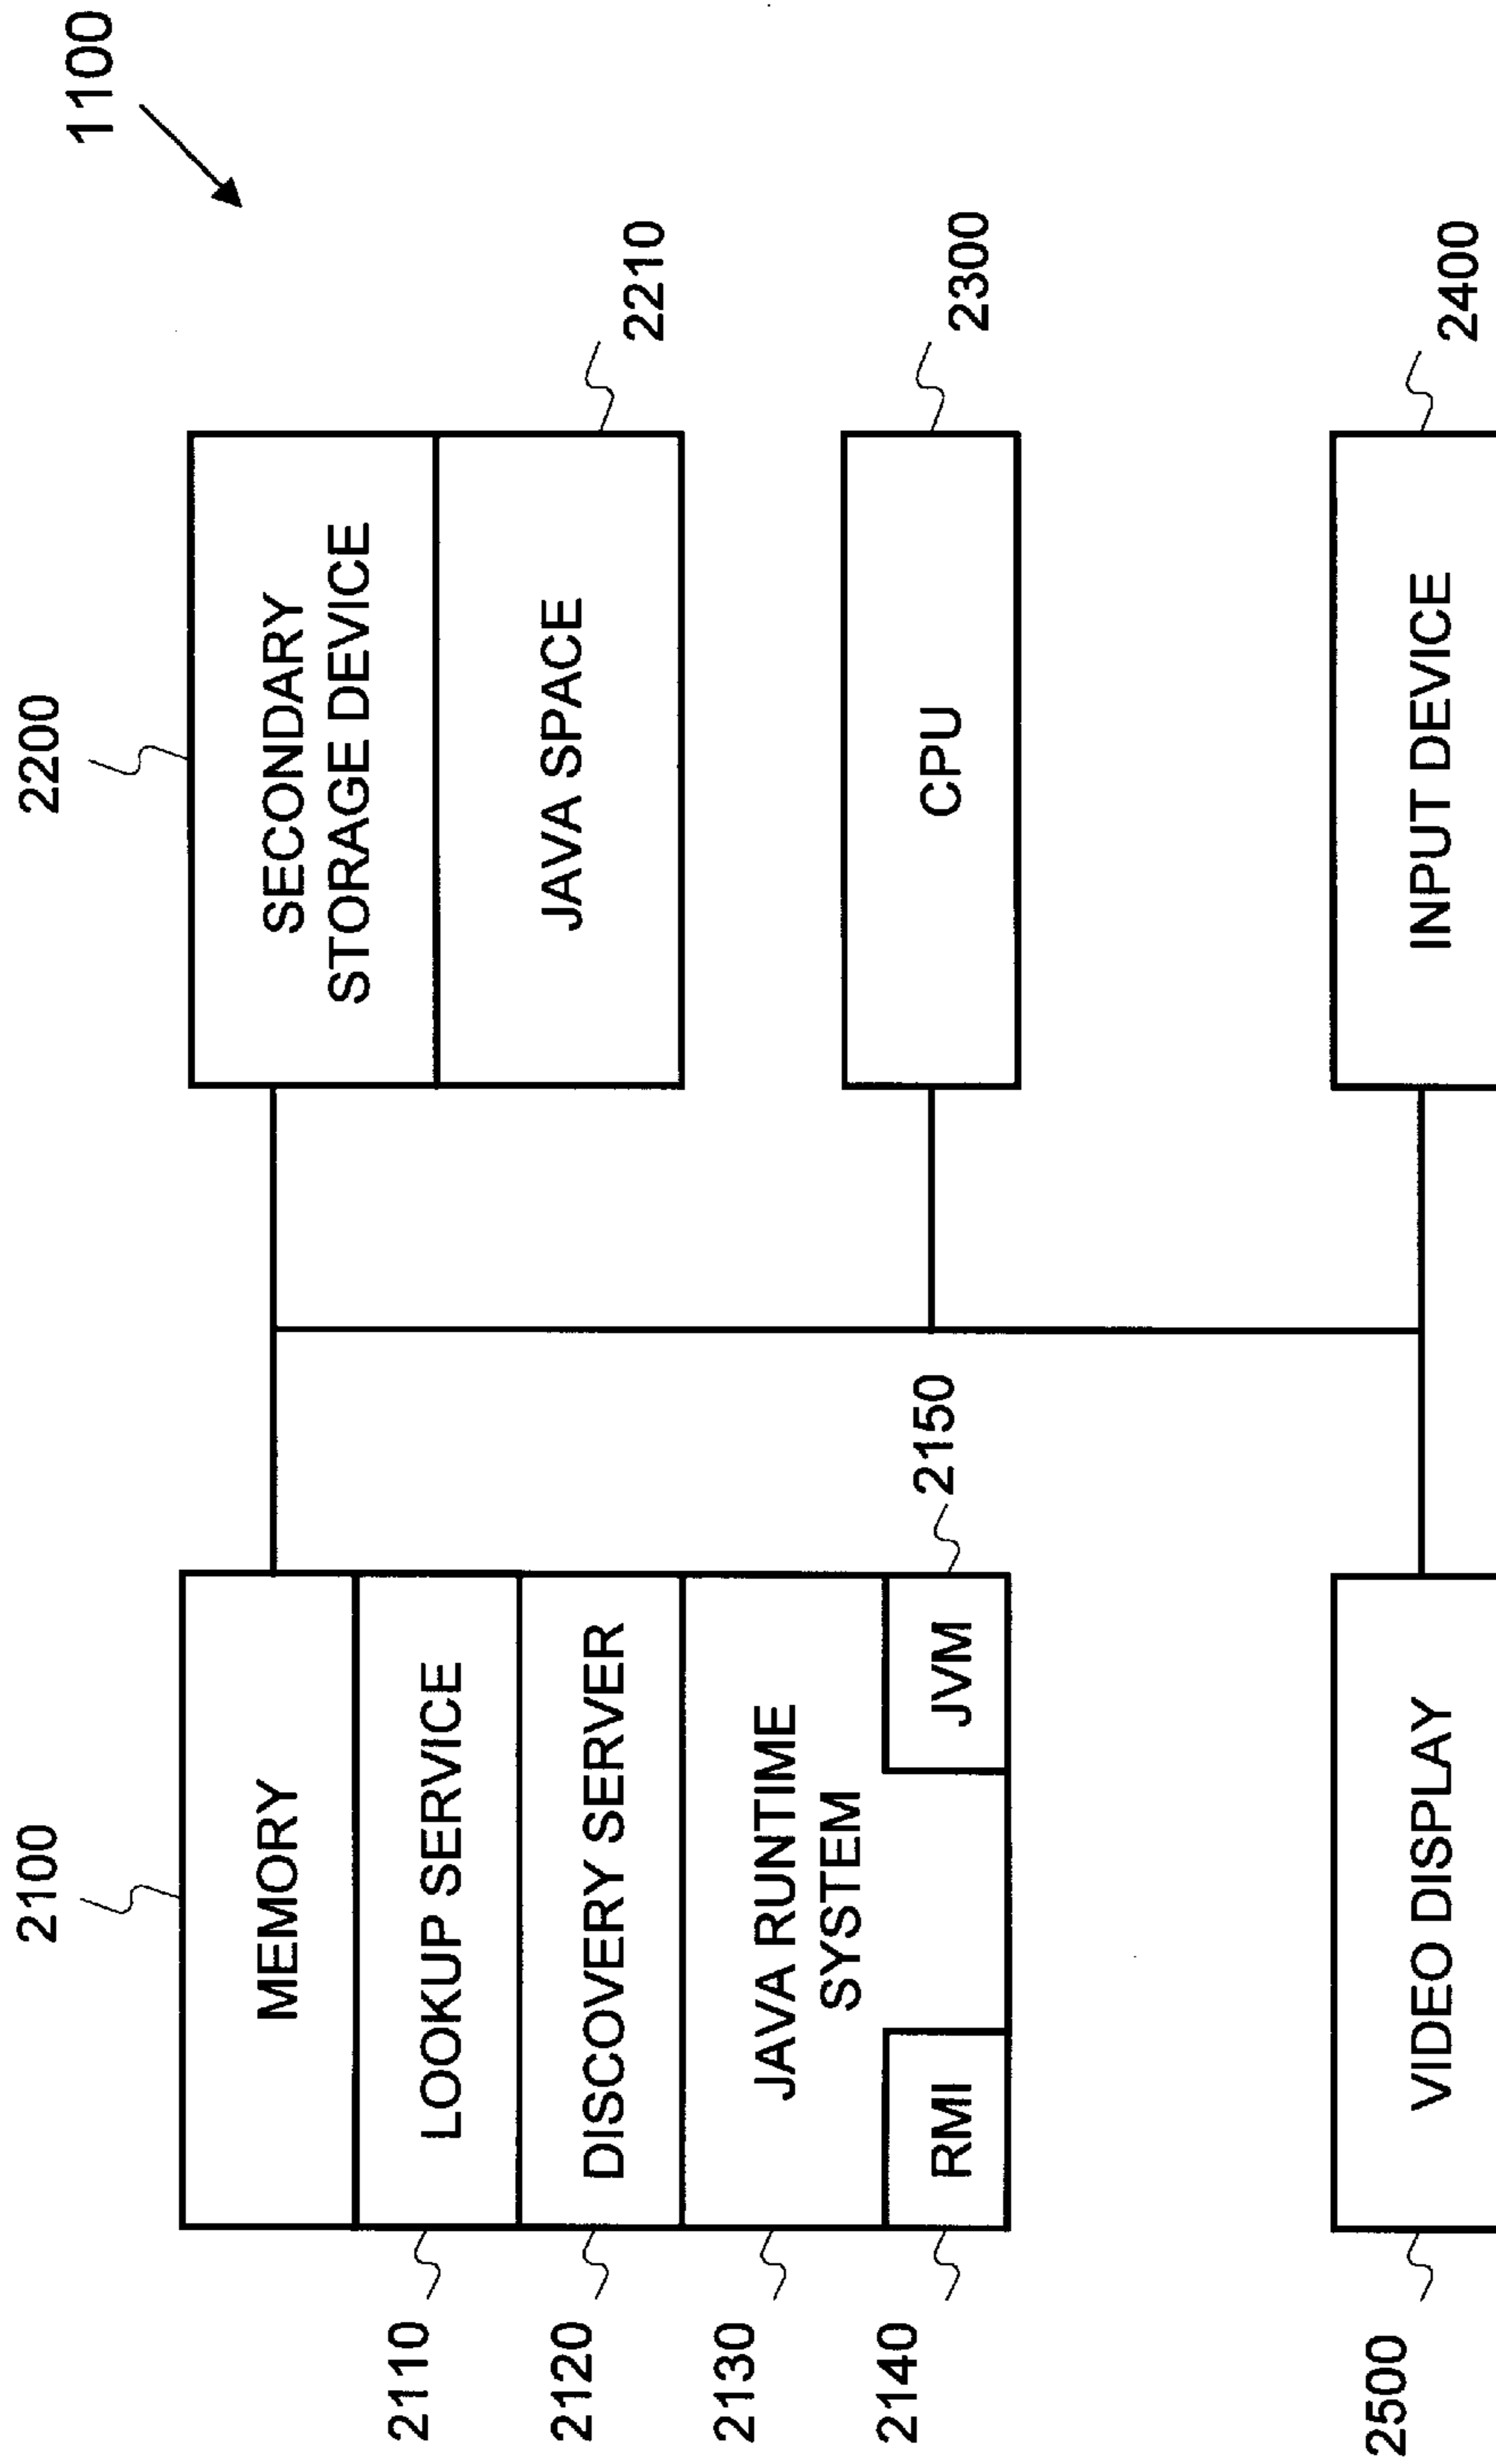 1100
2100
MEMORY
2110
LOOKUP SERVICE
2120
DISCOVERY SERVER
2130
JAVA RUNTIME
SYSTEM
2140
RMI
JVM
2150
2200
SECONDARY
STORAGE DEVICE
JAVA SPACE
2210
CPU
2300
2500
VIDEO DISPLAY
INPUT DEVICE
2400